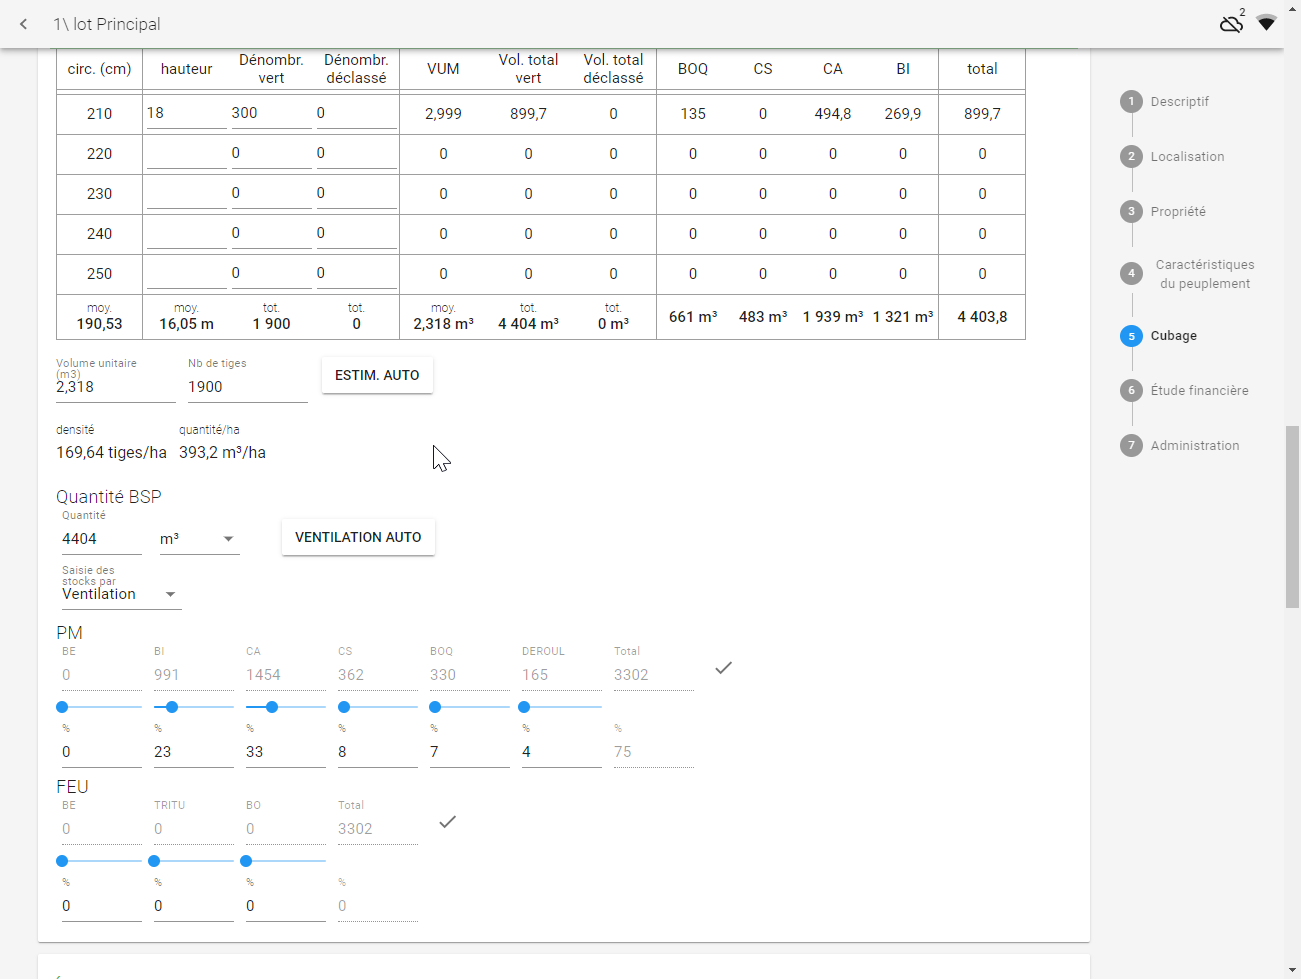 1\ lot Principal
2
circ. (cm) hauteur Dénombr. vert Dénombr. déclassé VUM Vol. total vert Vol. total déclassé BOQ CS CA BI total
210 18 300 0 2,999 899,7 0 135 0 494,8 269,9 899,7
220 0 0 0 0 0 0 0 0 0 0
230 0 0 0 0 0 0 0 0 0 0
240 0 0 0 0 0 0 0 0 0 0
250 0 0 0 0 0 0 0 0 0 0
moy. moy. tot. tot. moy. tot. tot.
190,53 16,05 m 1 900 0 2,318 m³ 4 404 m³ 0 m³ 661 m³ 483 m³ 1 939 m³ 1 321 m³ 4 403,8
Volume unitaire (m3) Nb de tiges
2,318 1900 ESTIM. AUTO
densité quantité/ha
169,64 tiges/ha 393,2 m³/ha
Quantité BSP
Quantité
4404 m³ VENTILATION AUTO
Saisie des stocks par
Ventilation
PM
BE BI CA CS BOQ DEROUL Total
0 991 1454 362 330 165 3302
% % % % % % %
0 23 33 8 7 4 75
FEU
BE TRITU BO Total
0 0 0 3302
% % % %
0 0 0 0
1 Descriptif
2 Localisation
3 Propriété
4 Caractéristiques
du peuplement
5 Cubage
6 Étude financière
7 Administration